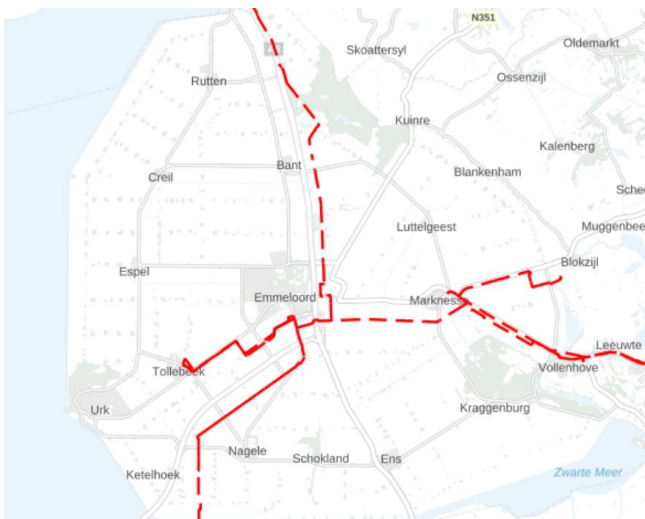 N351
Skoattersyl
Oldemarkt
Rutten
Ossenzijl
Kuinre
Kalenberg
Bant
Blankenham
Creil
Sche
Luttelgeest
Muggenbee
Blokzijl
Espel
Emmeloord
Marknesse
Leeuwte
Tollebeek
Vollenhove
Urk
Kraggenburg
Nagele
Schokland
Ens
Ketelhoek
Zwarte Meer